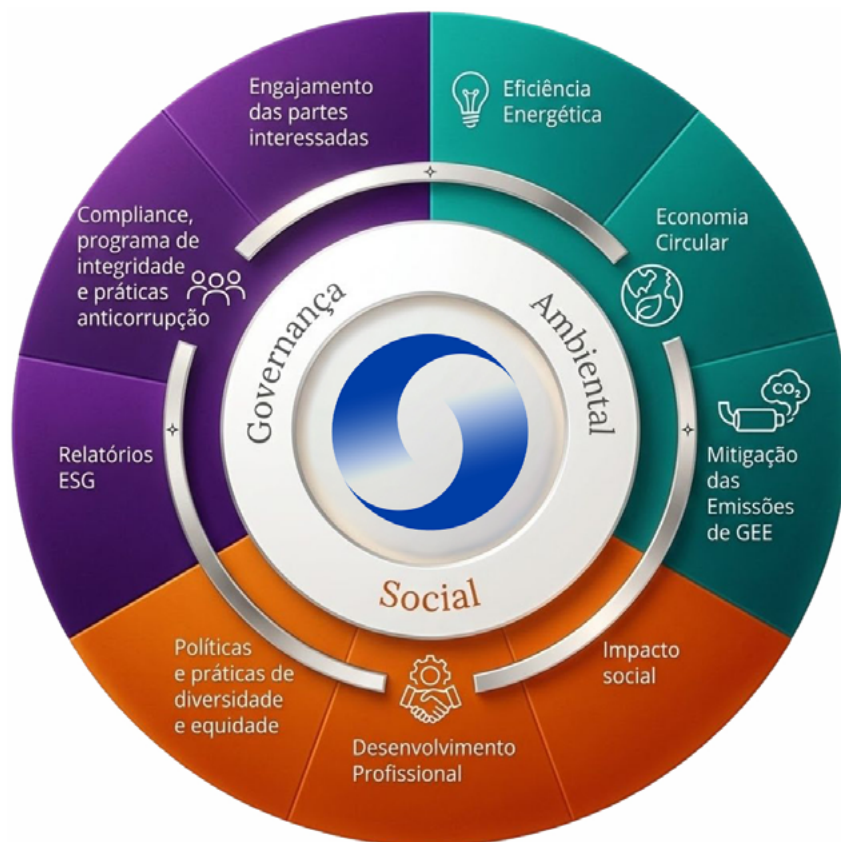 Engajamento
das partes
interessadas
Eficiência
Energética
Compliance,
programa de
integridade
e práticas
anticorrupção
Economia
Circular
Governança
Ambiental
CO₂
Relatórios
ESG
Mitigação
das
Emissões
de GEE
Social
Políticas
e práticas de
diversidade
e equidade
Impacto
social
Desenvolvimento
Profissional